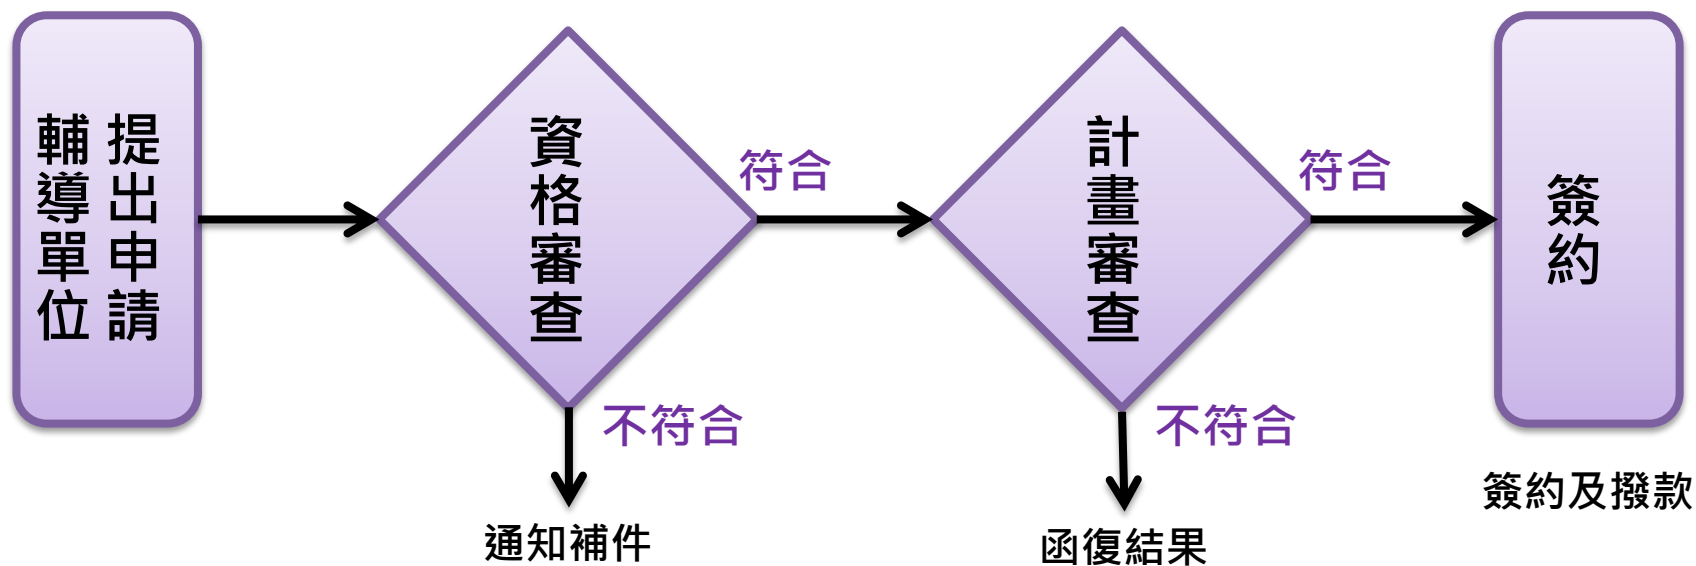 輔導單位
提出申請
資格審查
符合
不符合
通知補件
計畫審查
符合
不符合
函復結果
簽約
簽約及撥款